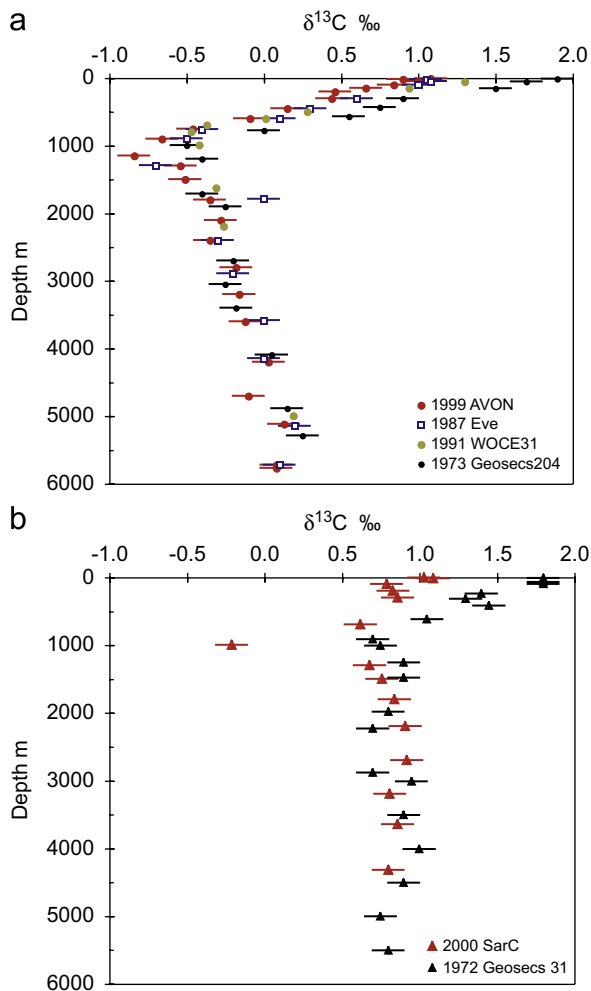 a
δ13C ‰
-1.0 -0.5 0.0 0.5 1.0 1.5 2.0
0
1000
2000
3000
4000
5000
6000
Depth m
1999 AVON
1987 Eve
1991 WOCE31
1973 Geosecs204
b
δ13C ‰
-1.0 -0.5 0.0 0.5 1.0 1.5 2.0
0
1000
2000
3000
4000
5000
6000
Depth m
2000 SarC
1972 Geosecs 31